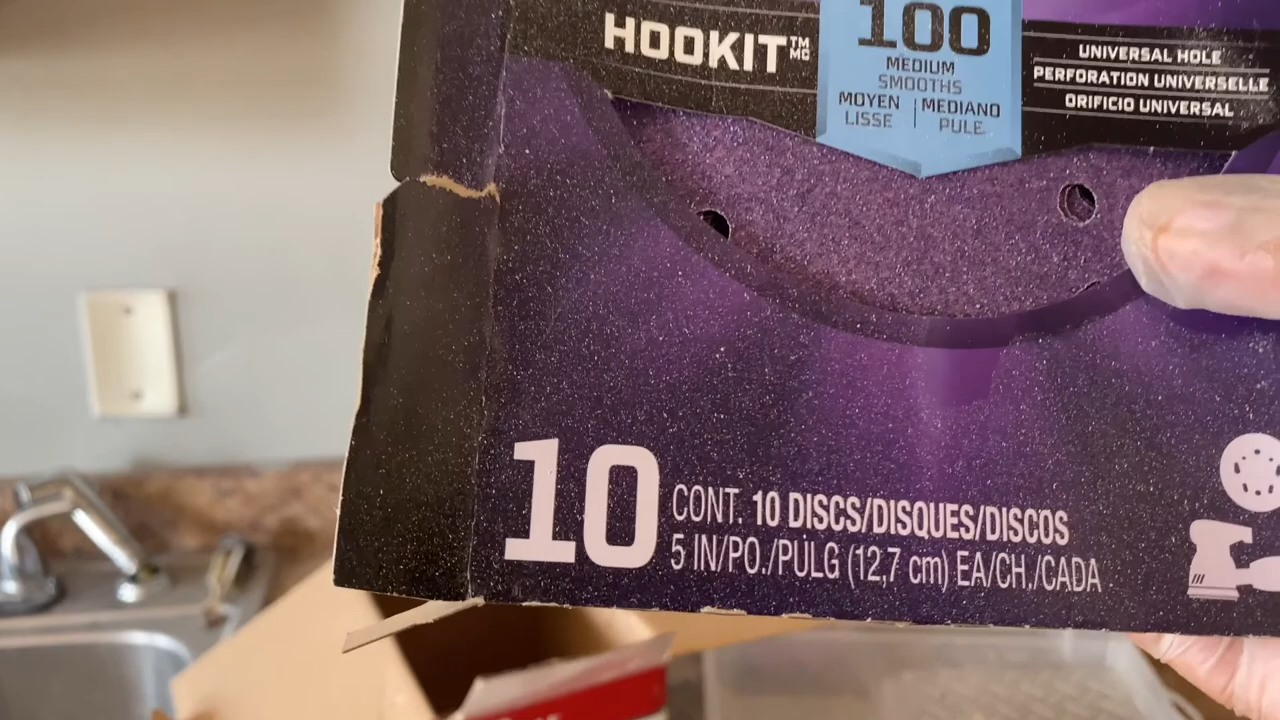 HOOKIT™ MC
100
MEDIUM
SMOOTHS
MOYEN | MEDIANO
LISSE | PULE
UNIVERSAL HOLE
PERFORATION UNIVERSELLE
ORIFICIO UNIVERSAL
10
CONT. 10 DISCS/DISQUES/DISCOS
5 IN/PO./PULG (12,7 cm) EA/CH./CADA